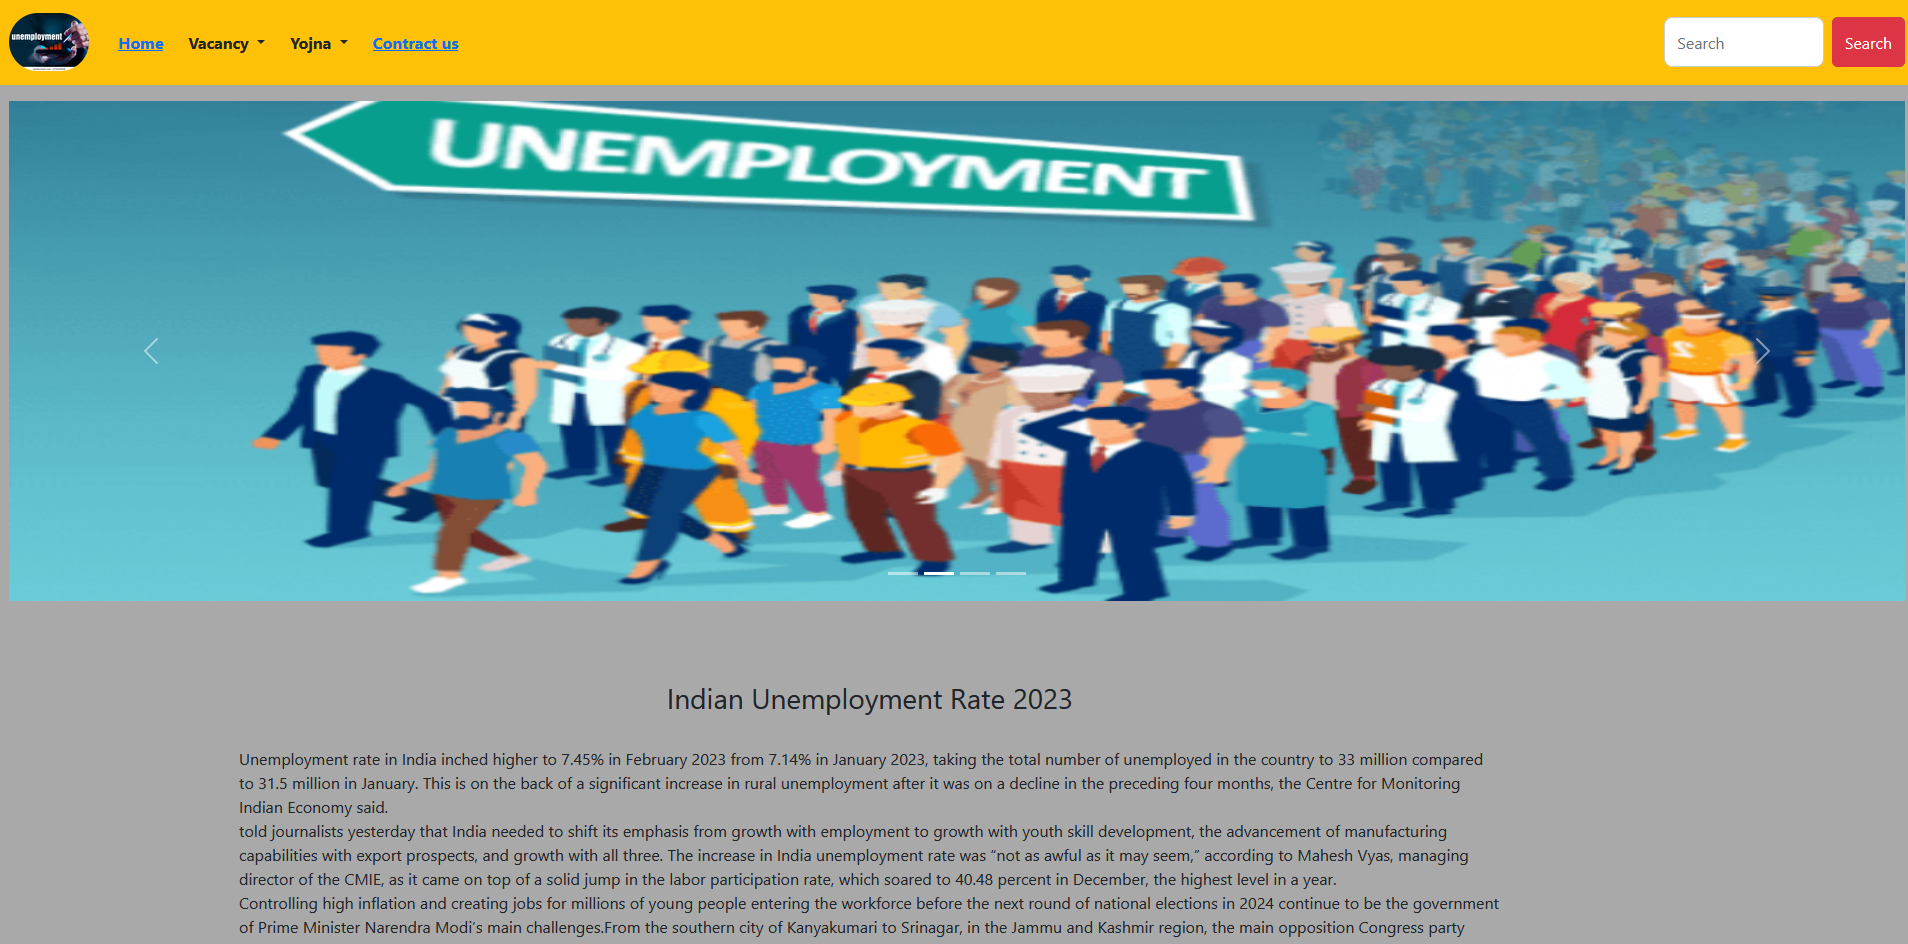 unemployment
Home
Vacancy
Yojna
Contract us
Search
Search
UNEMPLOYMENT
Indian Unemployment Rate 2023
Unemployment rate in India inched higher to 7.45% in February 2023 from 7.14% in January 2023, taking the total number of unemployed in the country to 33 million compared
to 31.5 million in January. This is on the back of a significant increase in rural unemployment after it was on a decline in the preceding four months, the Centre for Monitoring
Indian Economy said.
told journalists yesterday that India needed to shift its emphasis from growth with employment to growth with youth skill development, the advancement of manufacturing
capabilities with export prospects, and growth with all three. The increase in India unemployment rate was “not as awful as it may seem,” according to Mahesh Vyas, managing
director of the CMIE, as it came on top of a solid jump in the labor participation rate, which soared to 40.48 percent in December, the highest level in a year.
Controlling high inflation and creating jobs for millions of young people entering the workforce before the next round of national elections in 2024 continue to be the government
of Prime Minister Narendra Modi’s main challenges.From the southern city of Kanyakumari to Srinagar, in the Jammu and Kashmir region, the main opposition Congress party